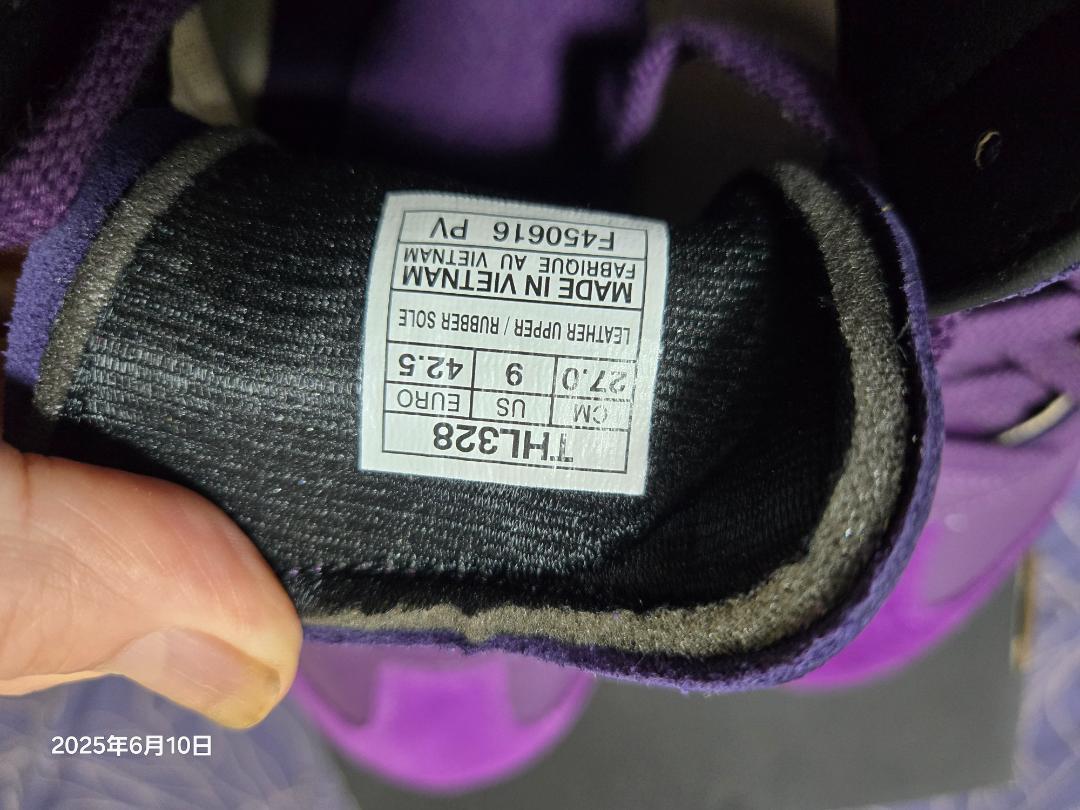 THL328
CM US EURO
27.0 9 42.5
LEATHER UPPER / RUBBER SOLE
MADE IN VIETNAM
FABRIQUE AU VIETNAM
F450616 PV
2025年6月10日